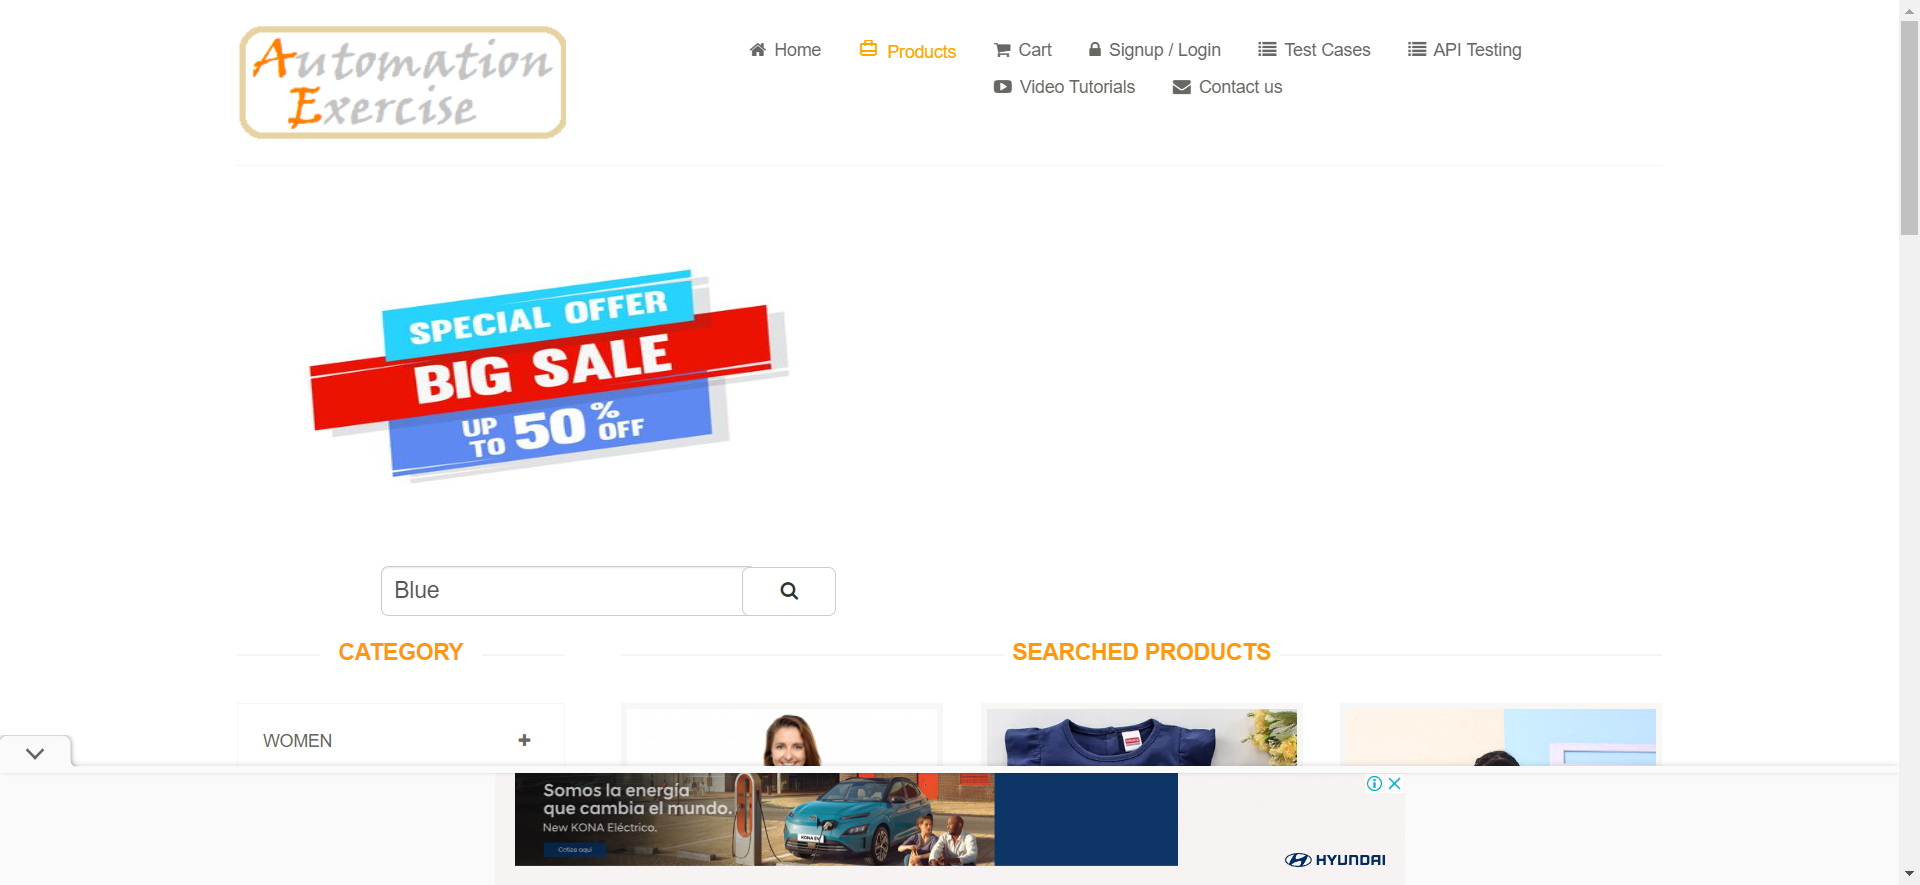 Automation
Exercise
Home
Products
Cart
Signup / Login
Test Cases
API Testing
Video Tutorials
Contact us
SPECIAL OFFER
BIG SALE
UP TO 50% OFF
Blue
CATEGORY
SEARCHED PRODUCTS
WOMEN
Somos la energía
que cambia el mundo.
New KONA Eléctrico.
Cotiza aquí
KONA EV
HYUNDAI